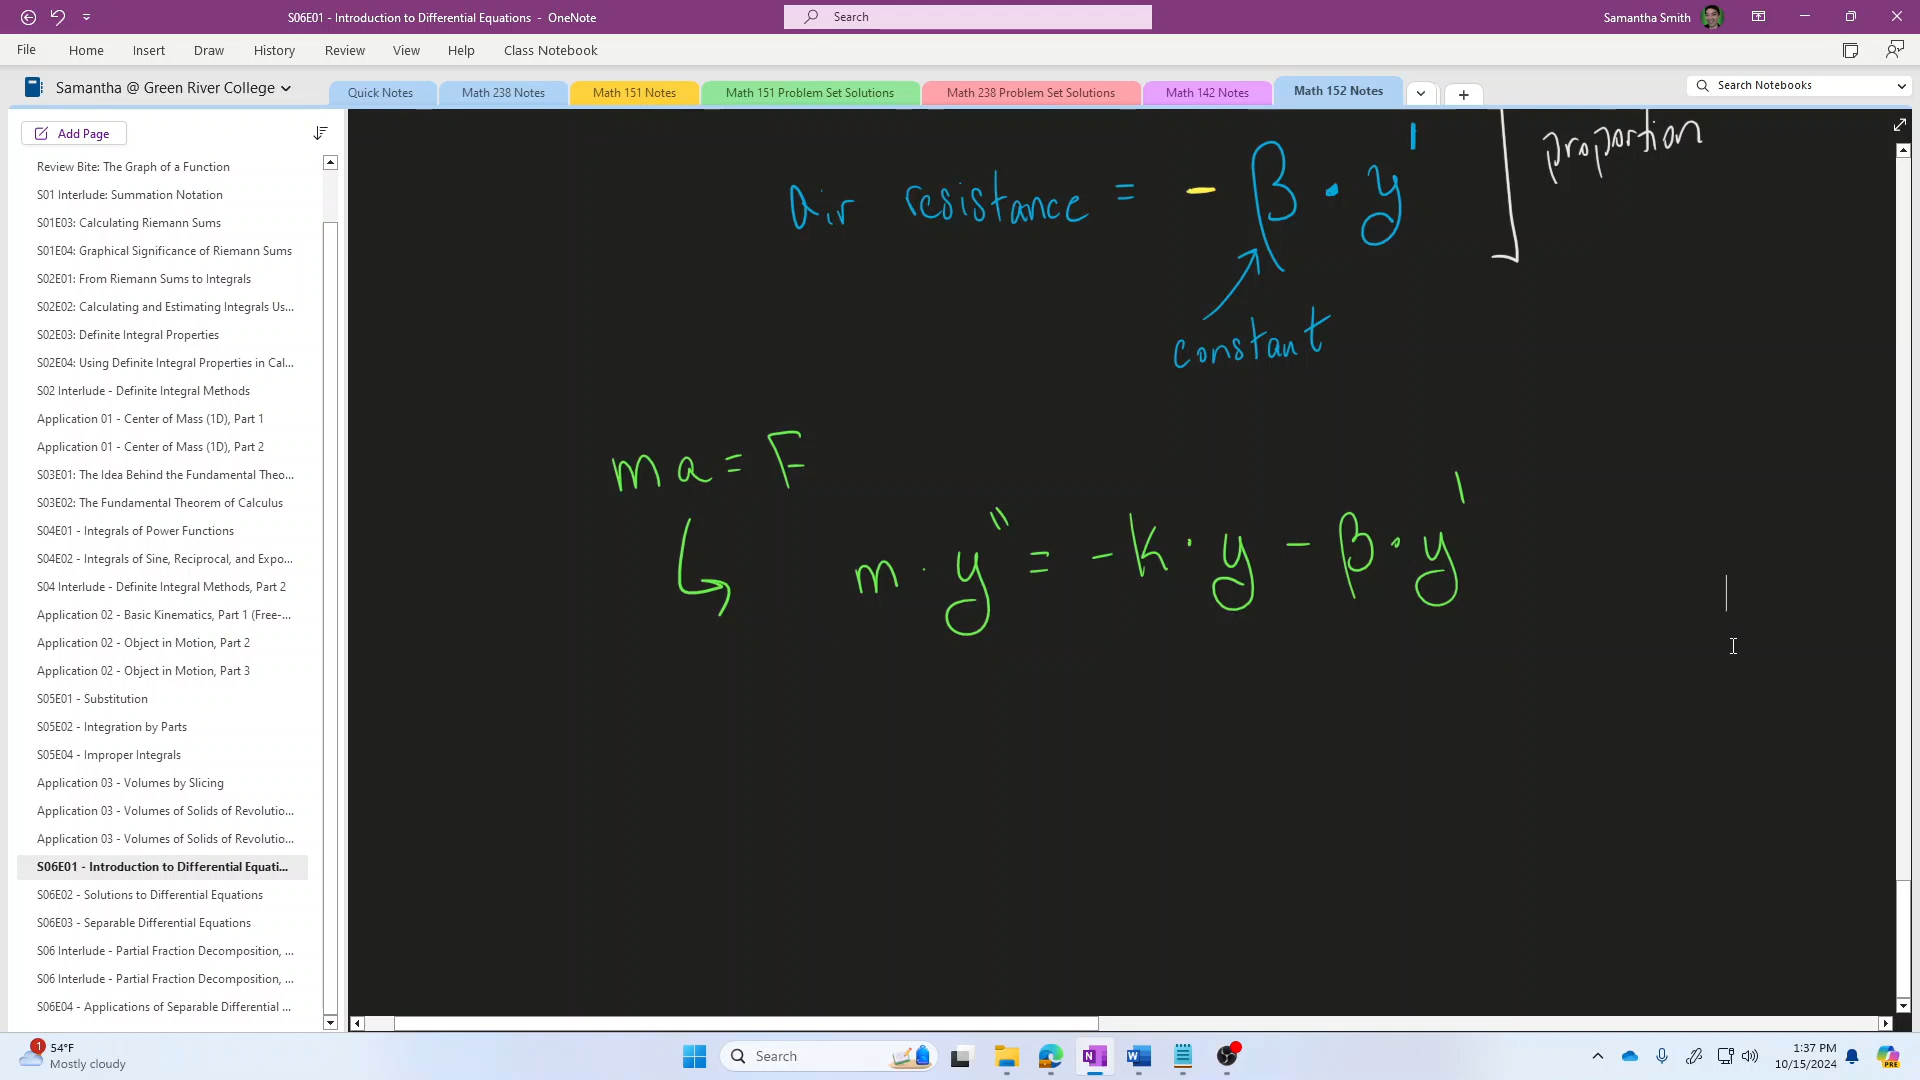 S06E01 - Introduction to Differential Equations - OneNote
Search
Samantha Smith
File Home Insert Draw History Review View Help Class Notebook
Samantha @ Green River College
Quick Notes
Math 238 Notes
Math 151 Notes
Math 151 Problem Set Solutions
Math 238 Problem Set Solutions
Math 142 Notes
Math 152 Notes
+
Search Notebooks
Add Page
Review Bite: The Graph of a Function
S01 Interlude: Summation Notation
S01E03: Calculating Riemann Sums
S01E04: Graphical Significance of Riemann Sums
S02E01: From Riemann Sums to Integrals
S02E02: Calculating and Estimating Integrals Us...
S02E03: Definite Integral Properties
S02E04: Using Definite Integral Properties in Cal...
S02 Interlude - Definite Integral Methods
Application 01 - Center of Mass (1D), Part 1
Application 01 - Center of Mass (1D), Part 2
S03E01: The Idea Behind the Fundamental Theo...
S03E02: The Fundamental Theorem of Calculus
S04E01 - Integrals of Power Functions
S04E02 - Integrals of Sine, Reciprocal, and Expo...
S04 Interlude - Definite Integral Methods, Part 2
Application 02 - Basic Kinematics, Part 1 (Free-...
Application 02 - Object in Motion, Part 2
Application 02 - Object in Motion, Part 3
S05E01 - Substitution
S05E02 - Integration by Parts
S05E04 - Improper Integrals
Application 03 - Volumes by Slicing
Application 03 - Volumes of Solids of Revolutio...
Application 03 - Volumes of Solids of Revolutio...
S06E01 - Introduction to Differential Equati...
S06E02 - Solutions to Differential Equations
S06E03 - Separable Differential Equations
S06 Interlude - Partial Fraction Decomposition, ...
S06 Interlude - Partial Fraction Decomposition, ...
S06E04 - Applications of Separable Differential ...
proportion
air resistance = - β · y'
constant
ma = F
m · y'' = - k · y - β · y'
1
54°F
Mostly cloudy
Search
PRE
1:37 PM
10/15/2024